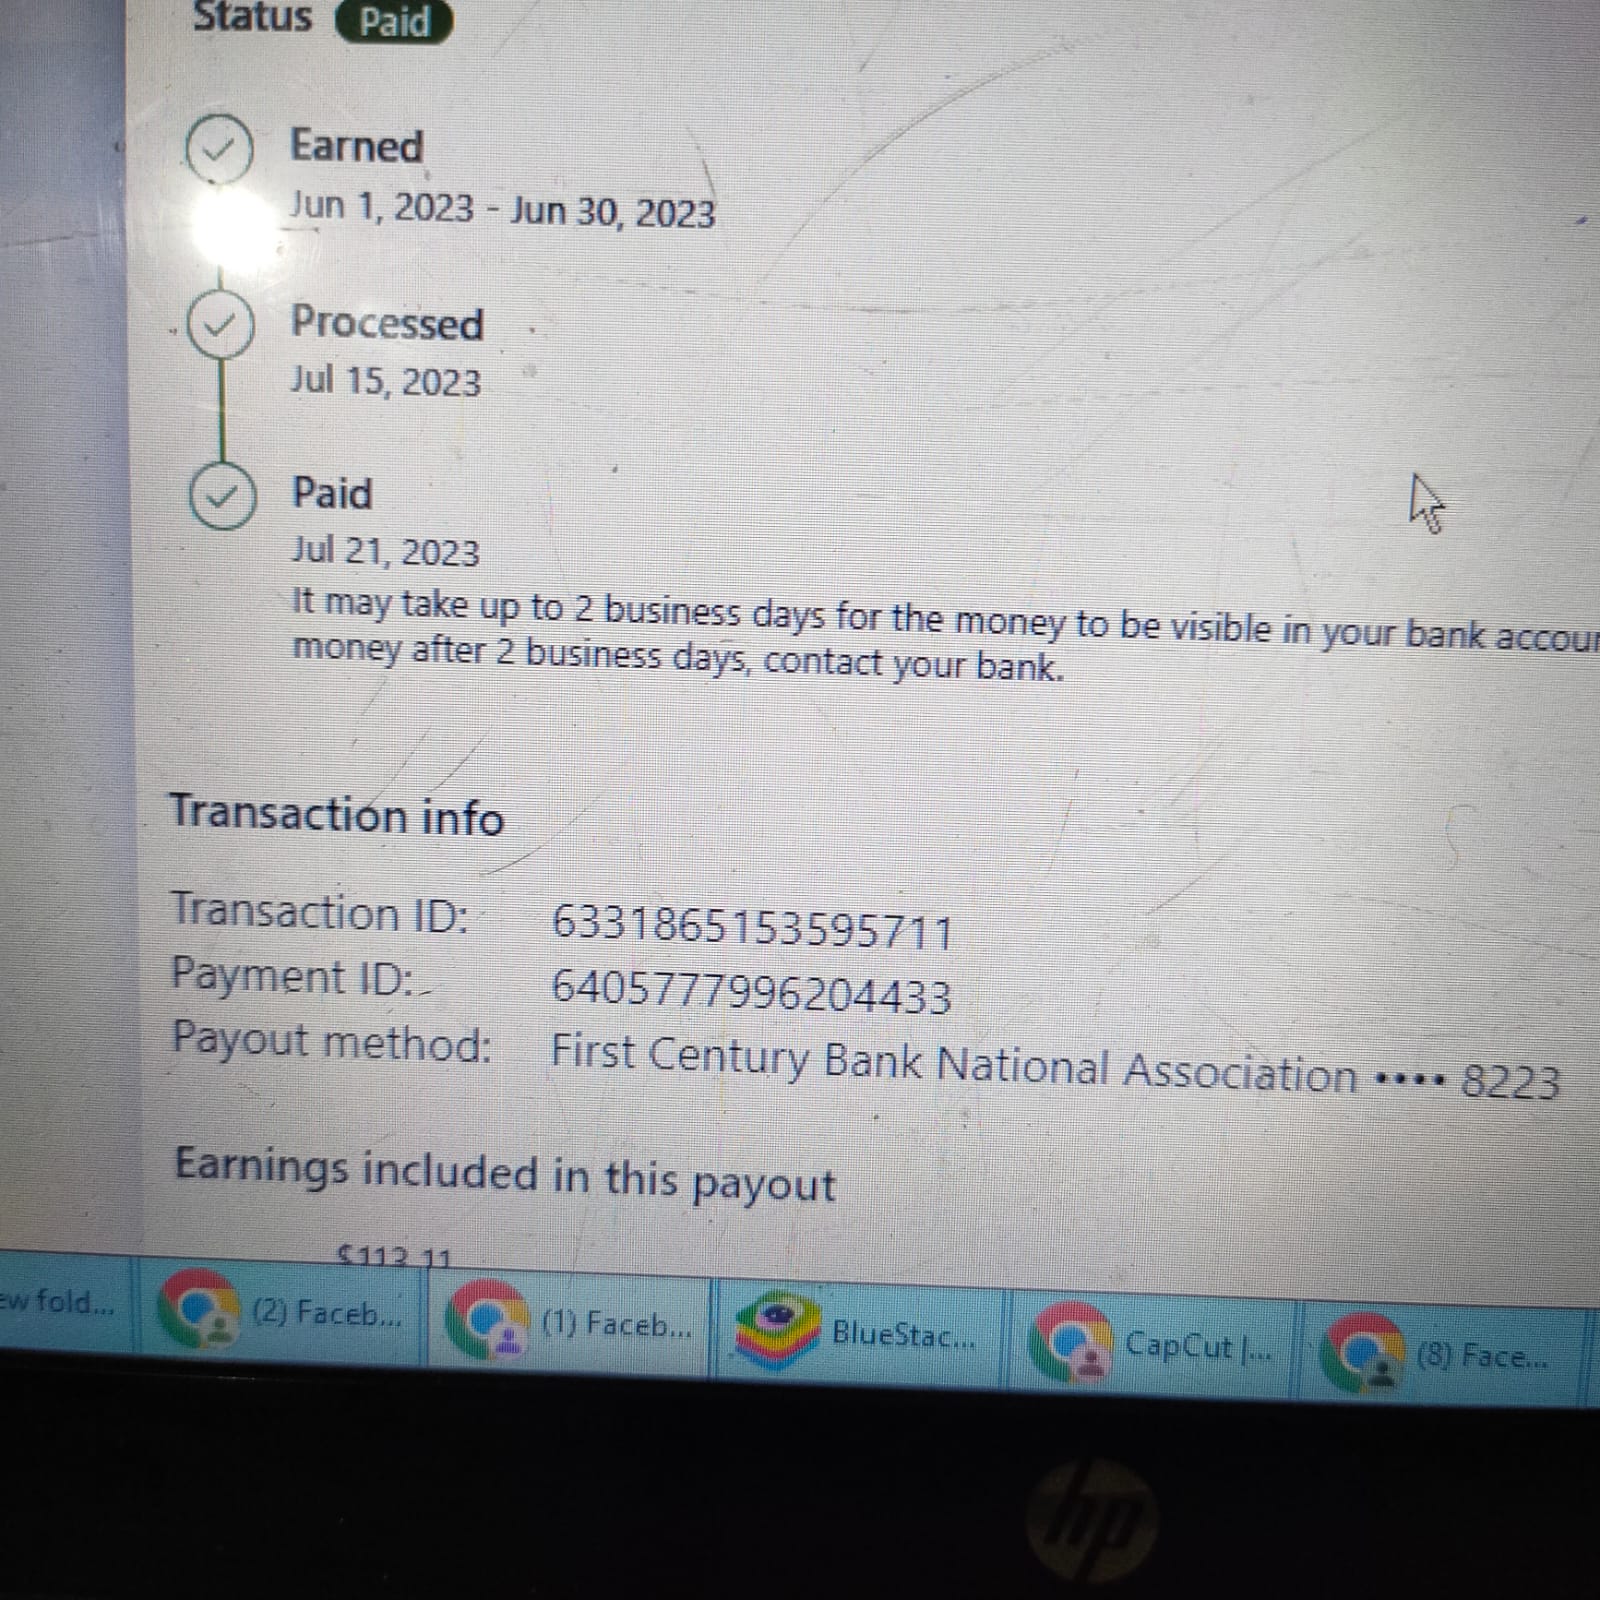 Status Paid
Earned
Jun 1, 2023 - Jun 30, 2023
Processed
Jul 15, 2023
Paid
Jul 21, 2023
It may take up to 2 business days for the money to be visible in your bank accou
money after 2 business days, contact your bank.
Transaction info
Transaction ID: 6331865153595711
Payment ID: 6405777996204433
Payout method: First Century Bank National Association •••• 8223
Earnings included in this payout
$113.11
ew fold... (2) Faceb... (1) Faceb... BlueStac... CapCut |... (8) Face...
hp